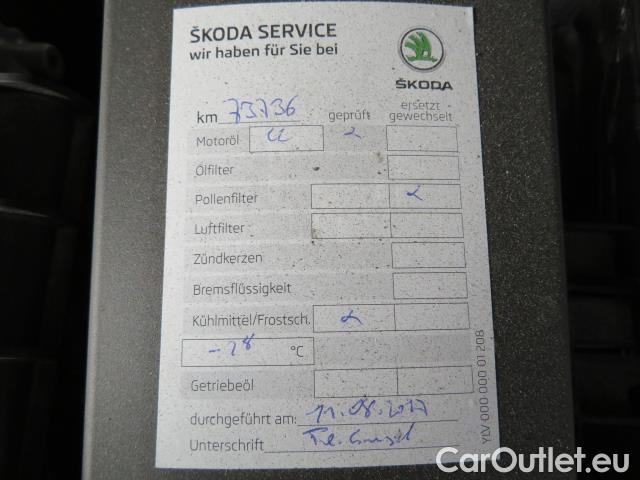 ŠKODA SERVICE
wir haben für Sie bei
ŠKODA
km 73736 geprüft ersetzt gewechselt
Motoröl
Ölfilter
Pollenfilter
Luftfilter
Zündkerzen
Bremsflüssigkeit
Kühlmittel/Frostsch.
-28 °C
Getriebeöl
durchgeführt am: 11.08.2017
Unterschrift
YLV 000 000 01 208
CarOutlet.eu